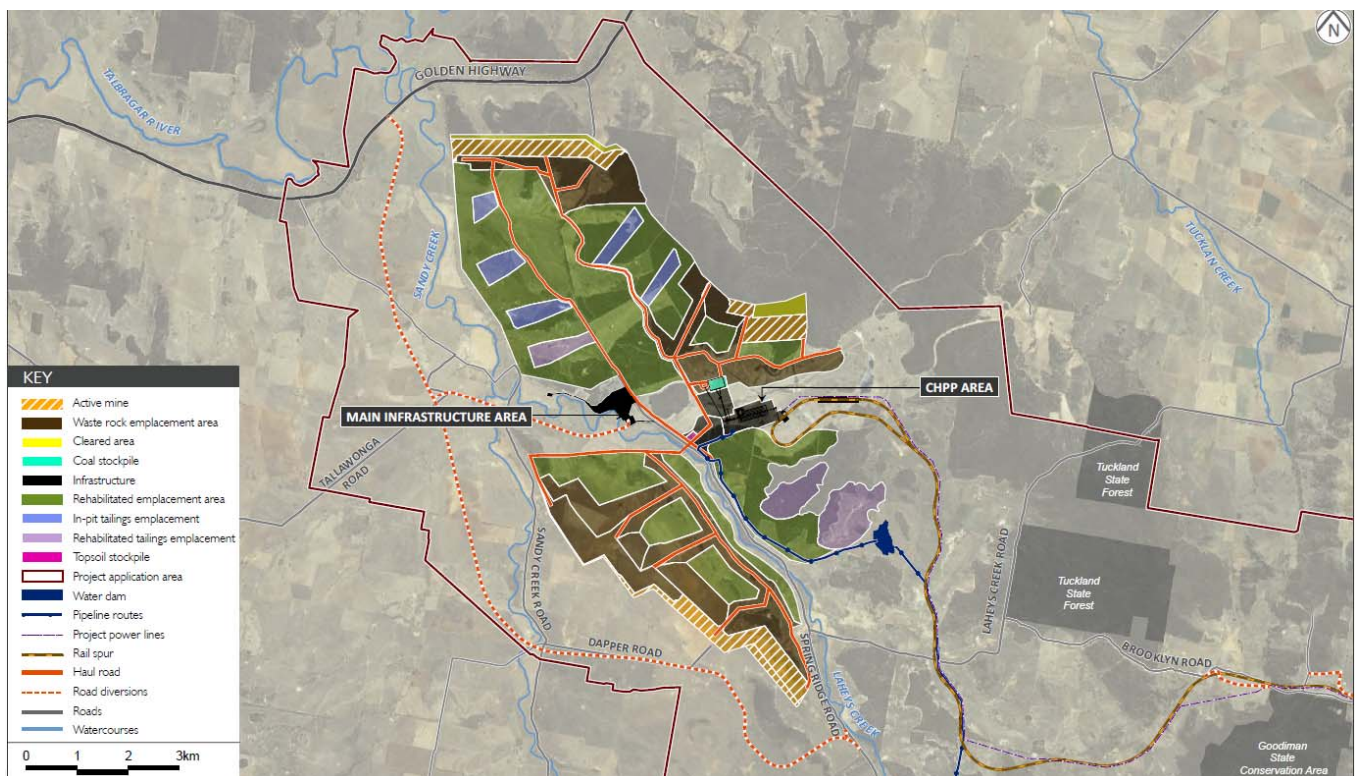 N
GOLDEN HIGHWAY
TALBRAGAR RIVER
SANDY CREEK
TUCKLAN CREEK
KEY
Active mine
Waste rock emplacement area
Cleared area
Coal stockpile
Infrastructure
Rehabilitated emplacement area
In-pit tailings emplacement
Rehabilitated tailings emplacement
Topsoil stockpile
Project application area
Water dam
Pipeline routes
Project power lines
Rail spur
Haul road
Road diversions
Roads
Watercourses
0 1 2 3km
MAIN INFRASTRUCTURE AREA
CHPP AREA
TALLAWONGA
ROAD
SANDY CREEK ROAD
DAPPER ROAD
SPRING RIDGE ROAD
LAHEYS CREEK
LAHEYS CREEK ROAD
BROOKLYN ROAD
Tuckland
State
Forest
Tuckland
State
Forest
Goodiman
State
Conservation Area